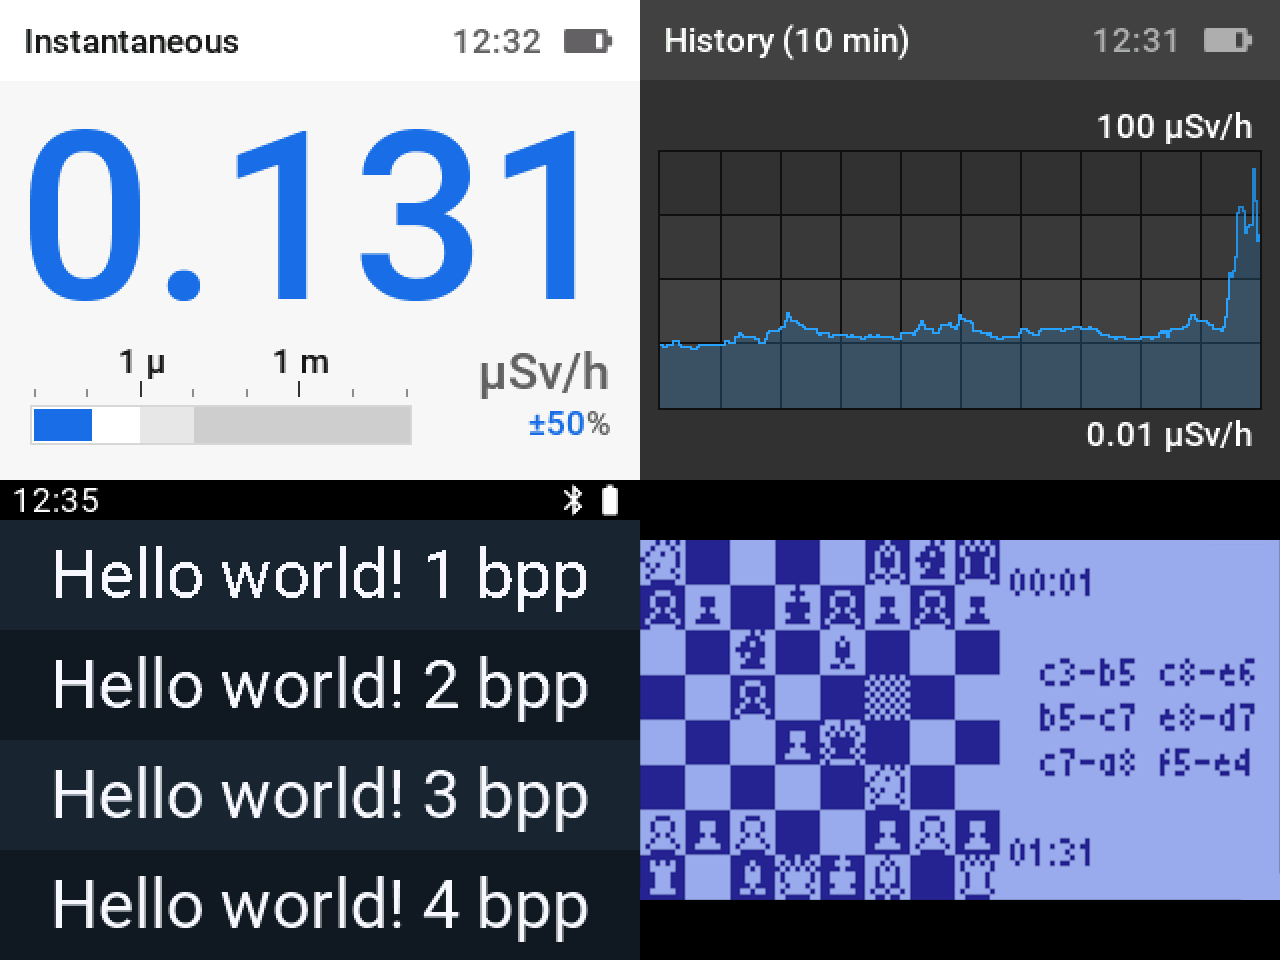 Instantaneous 12:32
0.131
1 µ 1 m
µSv/h
±50%
History (10 min) 12:31
100 µSv/h
0.01 µSv/h
12:35
Hello world! 1 bpp
Hello world! 2 bpp
Hello world! 3 bpp
Hello world! 4 bpp
00:01
c3-b5 c8-e6
b5-c7 e8-d7
c7-a8 f5-e4
01:31